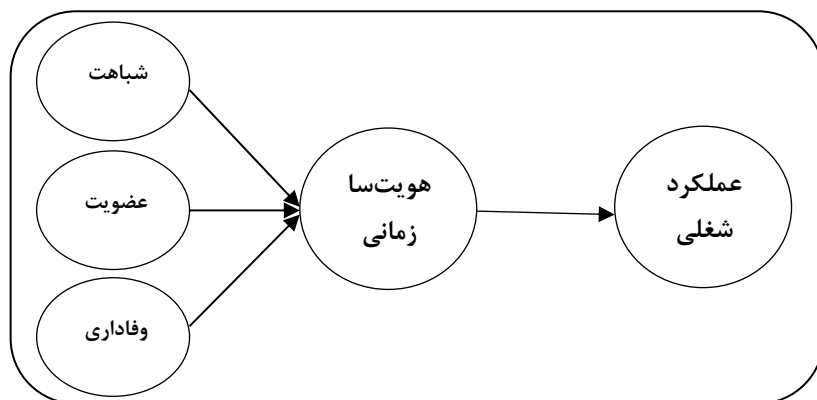 شباهت
عضویت
وفاداری
هویت‌سا
زمانی
عملکرد
شغلی